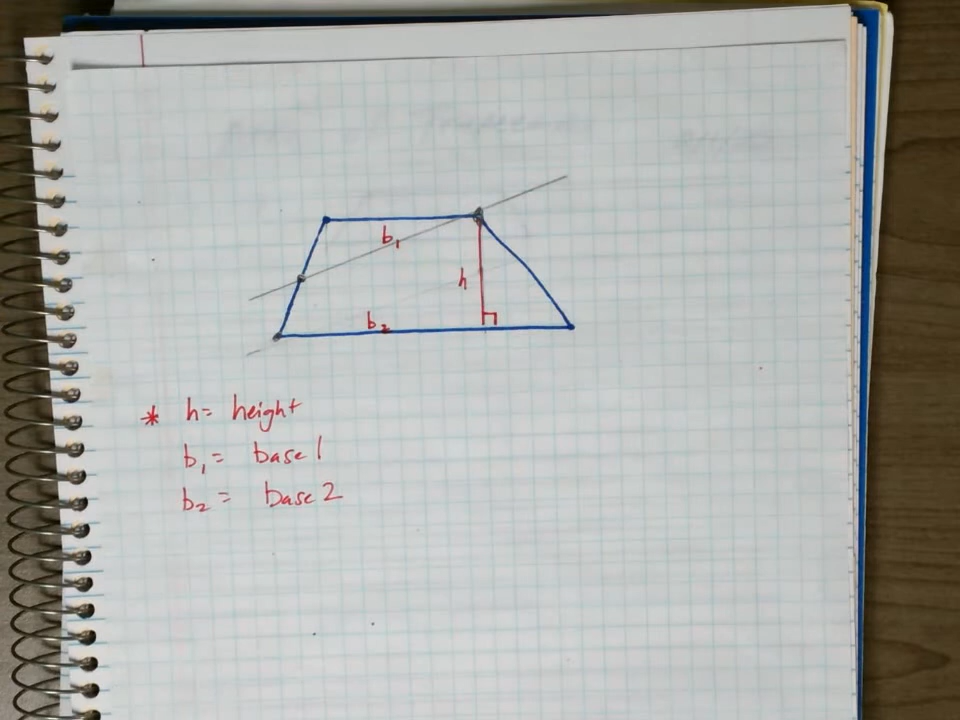 b₁
h
b₂
* h = height
b₁ = base 1
b₂ = base 2